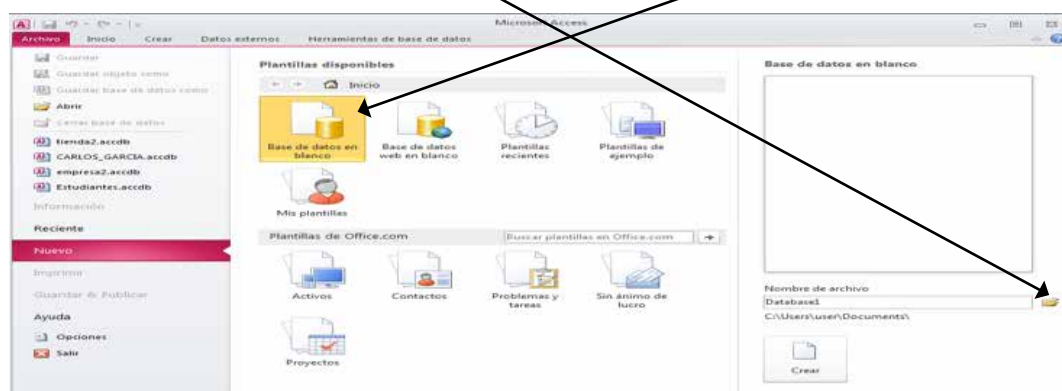 Microsoft Access
Archivo Inicio Crear Datos externos Herramientas de base de datos
Guardar
Guardar objeto como
Guardar base de datos como
Abrir
Cerrar base de datos
tienda2.accdb
CARLOS_GARCIA.accdb
empresa2.accdb
Estudiantes.accdb
Información
Reciente
Nuevo
Imprimir
Guardar & Publicar
Ayuda
Opciones
Salir
Plantillas disponibles
Inicio
Base de datos en blanco
Base de datos web en blanco
Plantillas recientes
Plantillas de ejemplo
Mis plantillas
Plantillas de Office.com
Buscar plantillas en Office.com
Activos
Contactos
Problemas y tareas
Sin ánimo de lucro
Proyectos
Base de datos en blanco
Nombre de archivo
Database1
C:\Users\user\Documents\
Crear